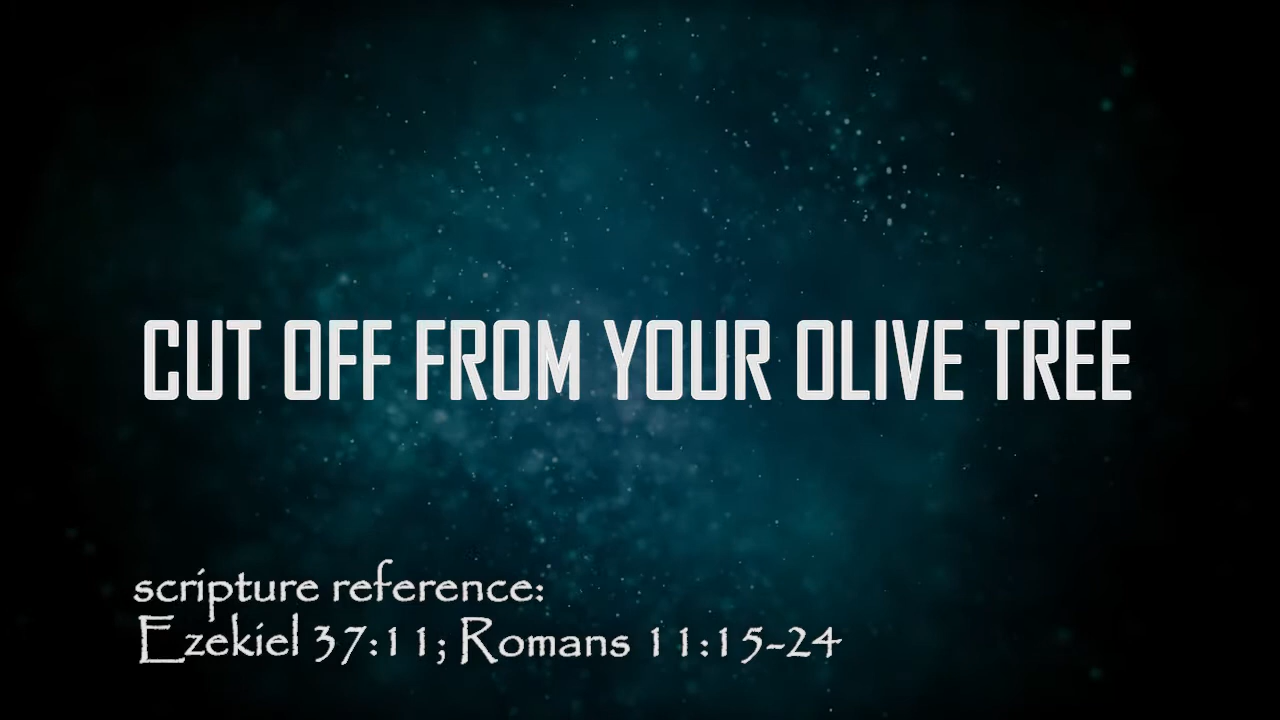 CUT OFF FROM YOUR OLIVE TREE
scripture reference:
Ezekiel 37:11; Romans 11:15-24